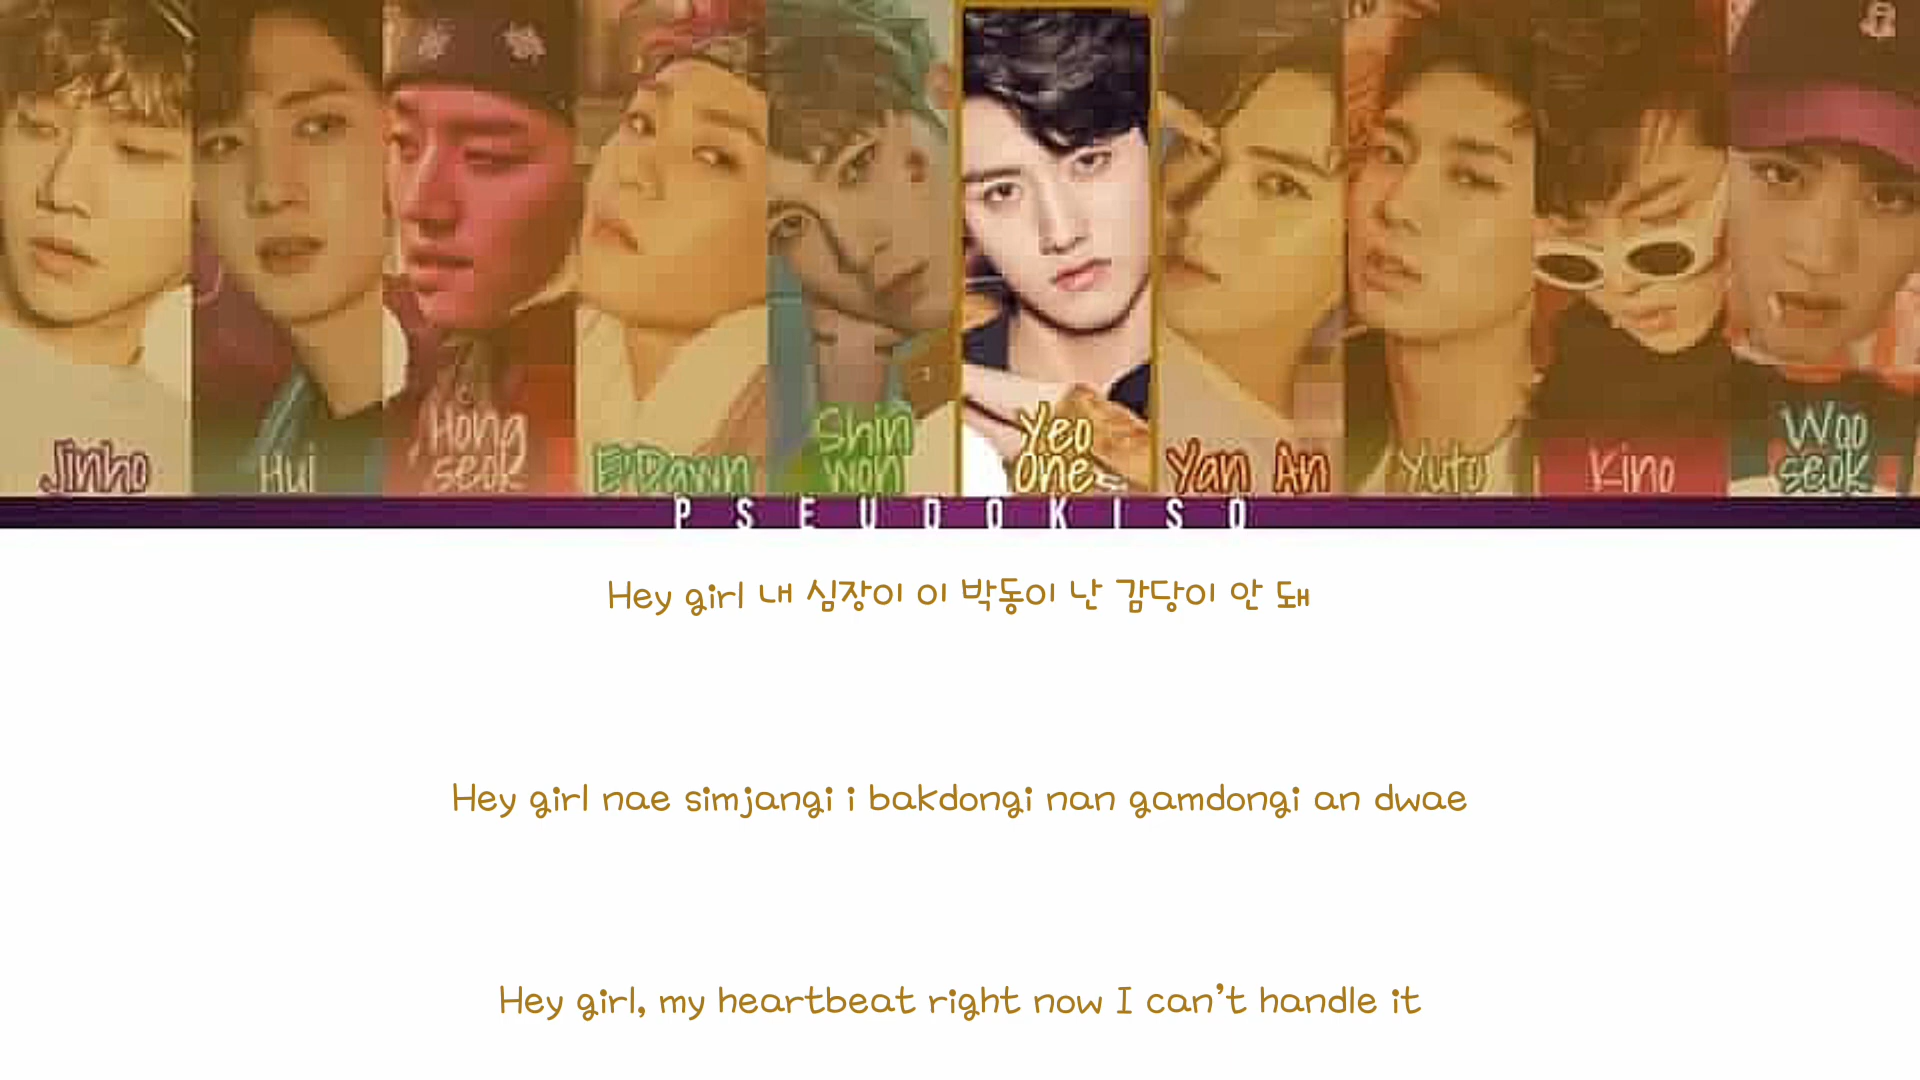 Jinho
Hui
Hong
seok
E'Dawn
Shin
won
Yeo
One
Yan An
Yuto
Kino
Woo
seok
PSEUDOKISO
Hey girl 내 심장이 이 박동이 난 감당이 안 돼
Hey girl nae simjangi i bakdongi nan gamdongi an dwae
Hey girl, my heartbeat right now I can't handle it